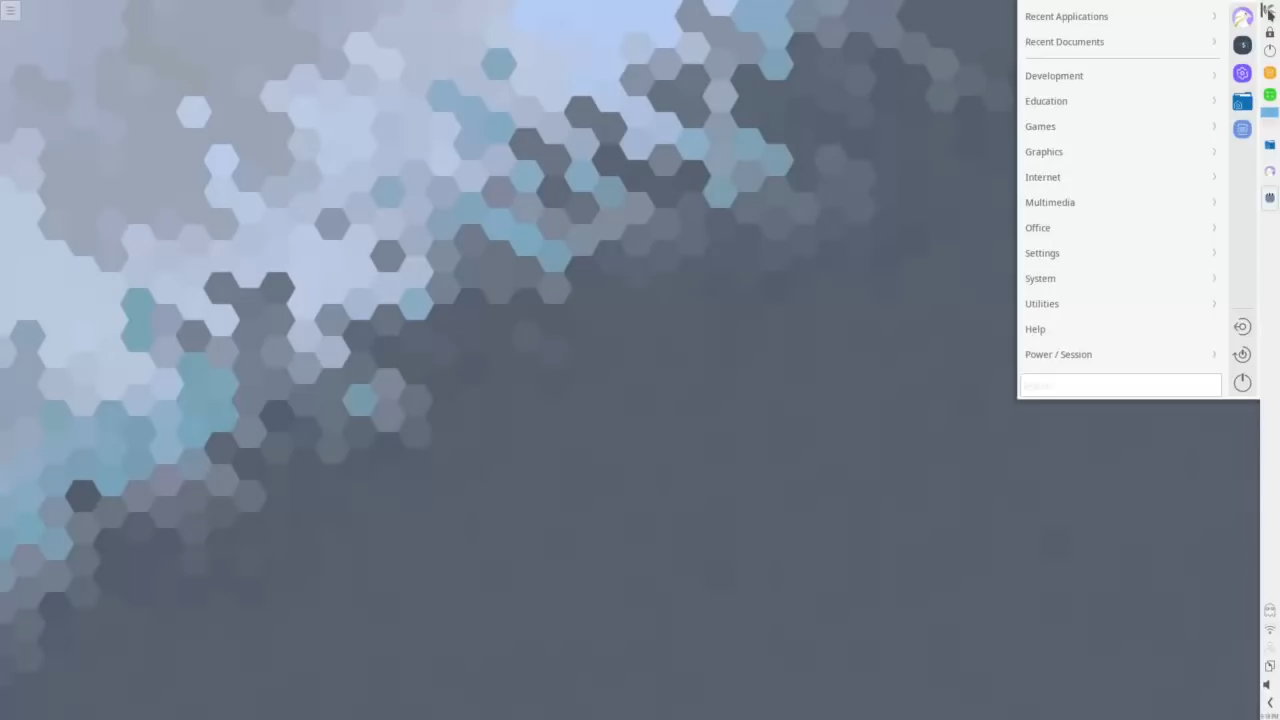 Recent Applications
Recent Documents
Development
Education
Games
Graphics
Internet
Multimedia
Office
Settings
System
Utilities
Help
Power / Session